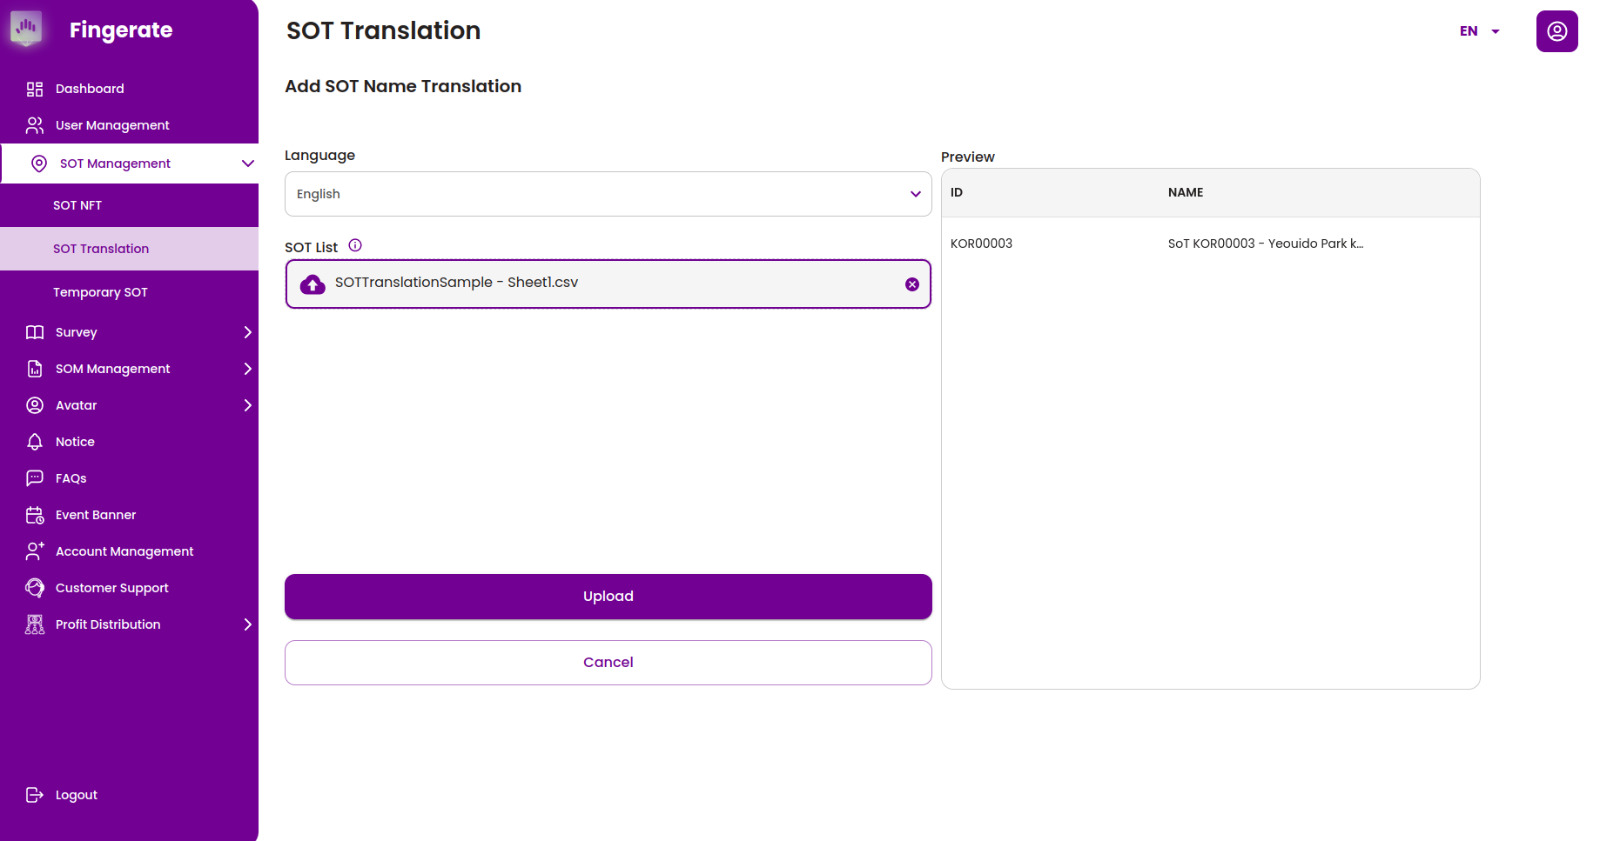 Fingerate
Dashboard
User Management
SOT Management
SOT NFT
SOT Translation
Temporary SOT
Survey
SOM Management
Avatar
Notice
FAQs
Event Banner
Account Management
Customer Support
Profit Distribution
Logout
SOT Translation
EN
Add SOT Name Translation
Language
English
SOT List
SOTTranslationSample - Sheet1.csv
Upload
Cancel
Preview
ID NAME
KOR00003 SoT KOR00003 - Yeouido Park k...